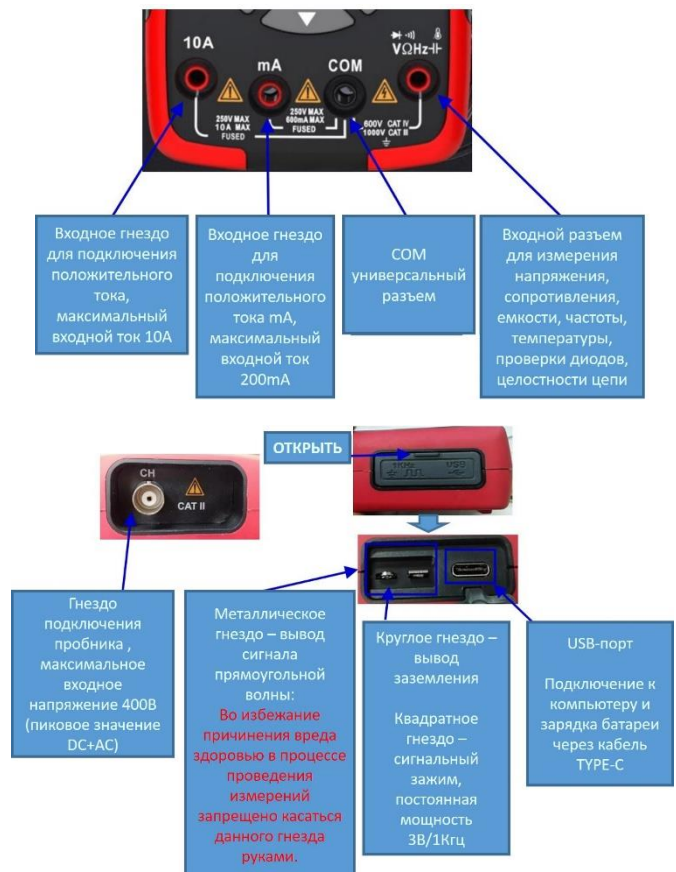 10A
mA
COM
VΩHz
250V MAX
10A MAX
FUSED
250V MAX
600mA MAX
FUSED
600V CAT IV
1000V CAT III
Входное гнездо
для подключения
положительного
тока,
максимальный
входной ток 10А
Входное гнездо
для
подключения
положительного
тока mA,
максимальный
входной ток
200mA
COM
универсальный
разъем
Входной разъем
для измерения
напряжения,
сопротивления,
емкости, частоты,
температуры,
проверки диодов,
целостности цепи
ОТКРЫТЬ
CH
CAT II
1KHz
USB
Гнездо
подключения
пробника ,
максимальное
входное
напряжение 400В
(пиковое значение
DC+AC)
Металлическое
гнездо – вывод
сигнала
прямоугольной
волны:
Во избежание
причинения вреда
здоровью в процессе
проведения
измерений
запрещено касаться
данного гнезда
руками.
Круглое гнездо –
вывод
заземления
Квадратное
гнездо –
сигнальный
зажим,
постоянная
мощность
3В/1Кгц
USB-порт
Подключение к
компьютеру и
зарядка батареи
через кабель
TYPE-C